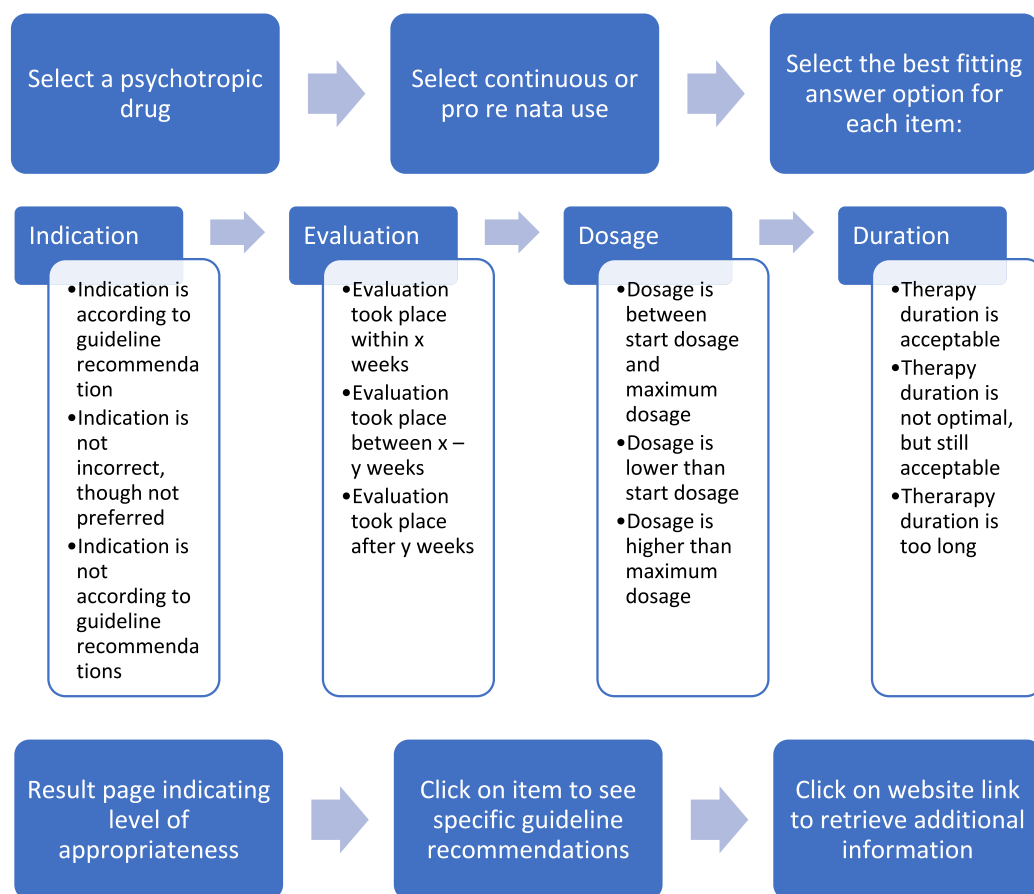 Select a psychotropic
drug
Select continuous or
pro re nata use
Select the best fitting
answer option for
each item:
Indication
•Indication is
according to
guideline
recommenda
tion
•Indication is
not
incorrect,
though not
preferred
•Indication is
not
according to
guideline
recommenda
tions
Evaluation
•Evaluation
took place
within x
weeks
•Evaluation
took place
between x –
y weeks
•Evaluation
took place
after y weeks
Dosage
•Dosage is
between
start dosage
and
maximum
dosage
•Dosage is
lower than
start dosage
•Dosage is
higher than
maximum
dosage
Duration
•Therapy
duration is
acceptable
•Therapy
duration is
not optimal,
but still
acceptable
•Therarapy
duration is
too long
Result page indicating
level of
appropriateness
Click on item to see
specific guideline
recommendations
Click on website link
to retrieve additional
information